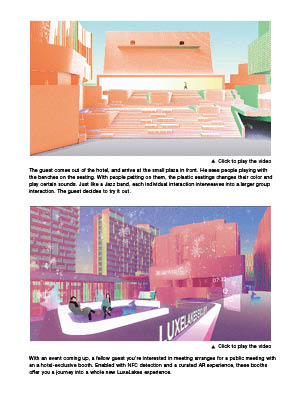 ▲ Click to play the video
The guest comes out of the hotel, and arrive at the small plaza in front. He sees people playing with
the benches on the seating. With people patting on them, the plastic seatings changes their color and
play certain sounds. Just like a Jazz band, each individual interaction interweaves into a larger group
interaction. The guest decides to try it out.
LUXELAKES
▲ Click to play the video
With an event coming up, a fellow guest you're interested in meeting arranges for a public meeting with
an a hotel-exclusive booth. Enabled with NFC detection and a curated AR experience, these booths
offer you a journey into a whole new LuxeLakes experience.